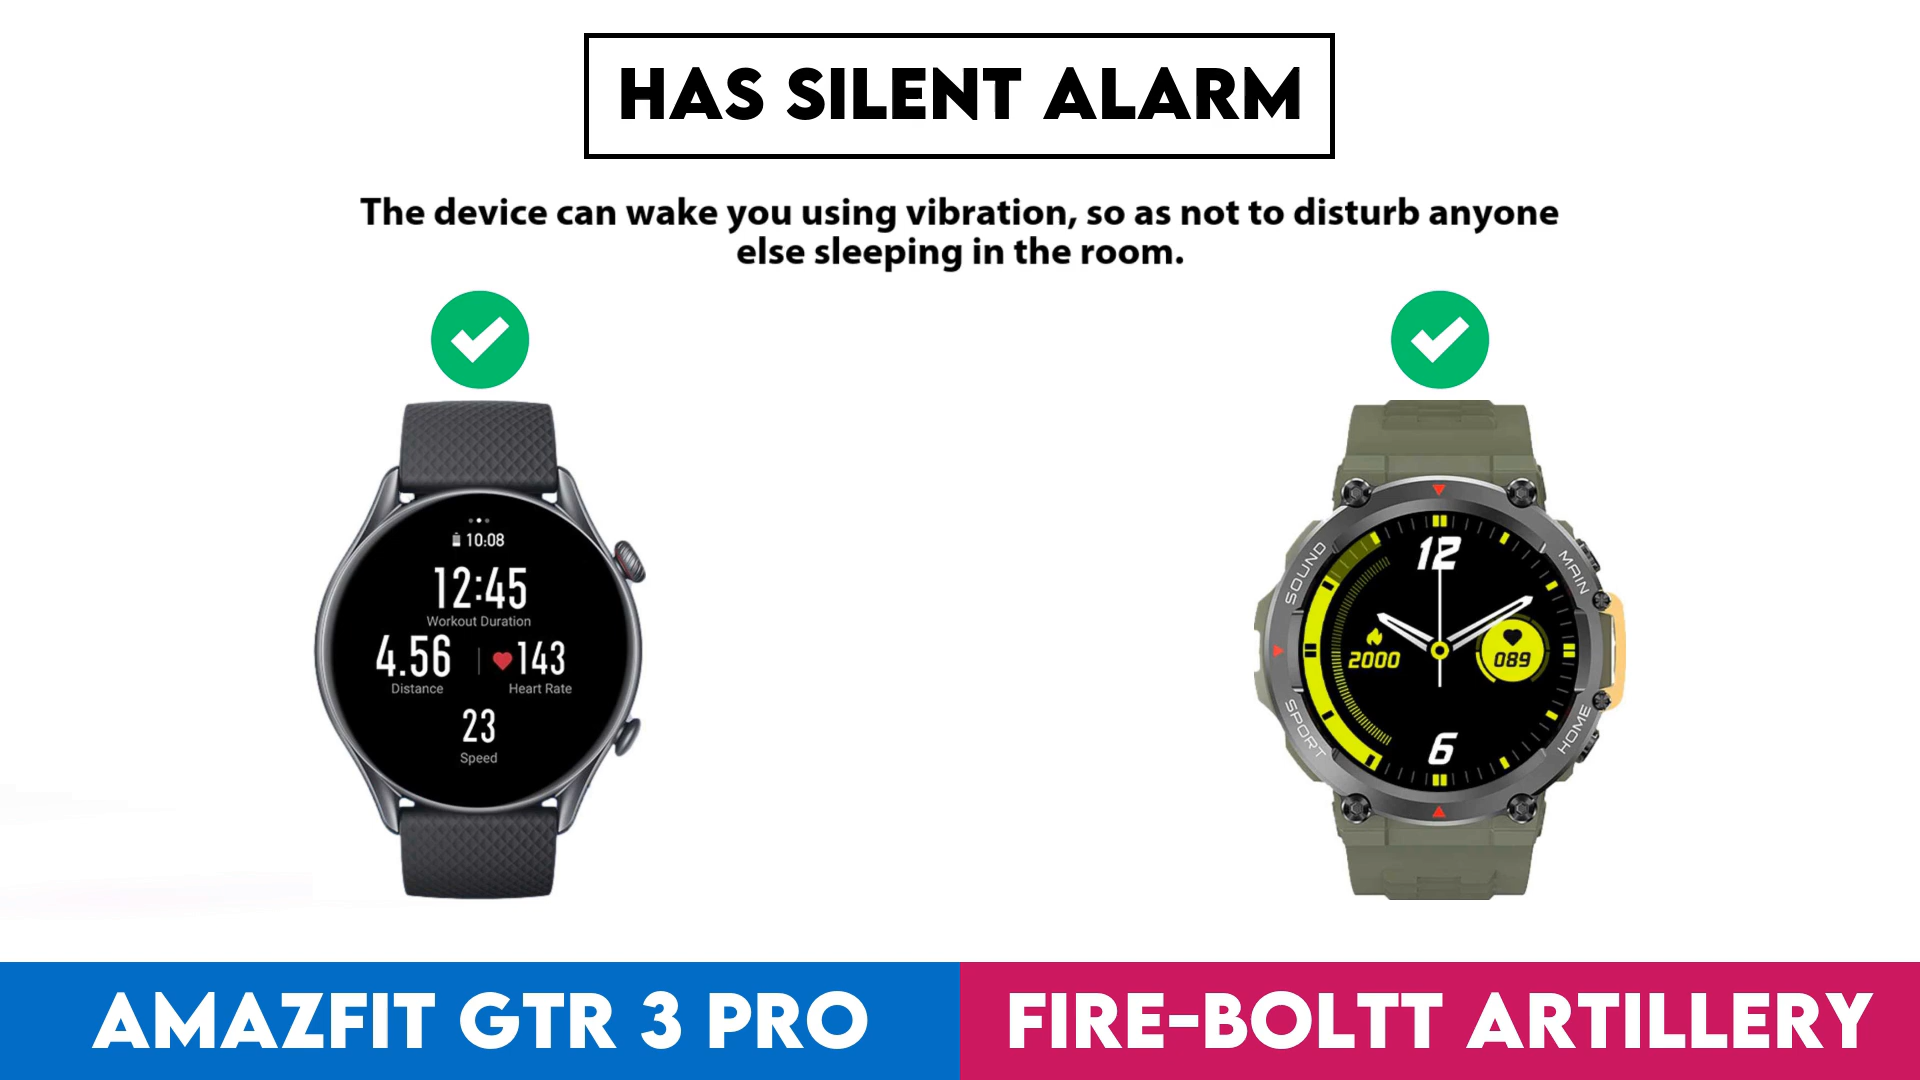 HAS SILENT ALARM
The device can wake you using vibration, so as not to disturb anyone
else sleeping in the room.
10:08
12:45
Workout Duration
4.56 143
Distance Heart Rate
23
Speed
SOUND
MAIN
12
2000
089
6
SPORT
HOME
AMAZFIT GTR 3 PRO
FIRE-BOLTT ARTILLERY